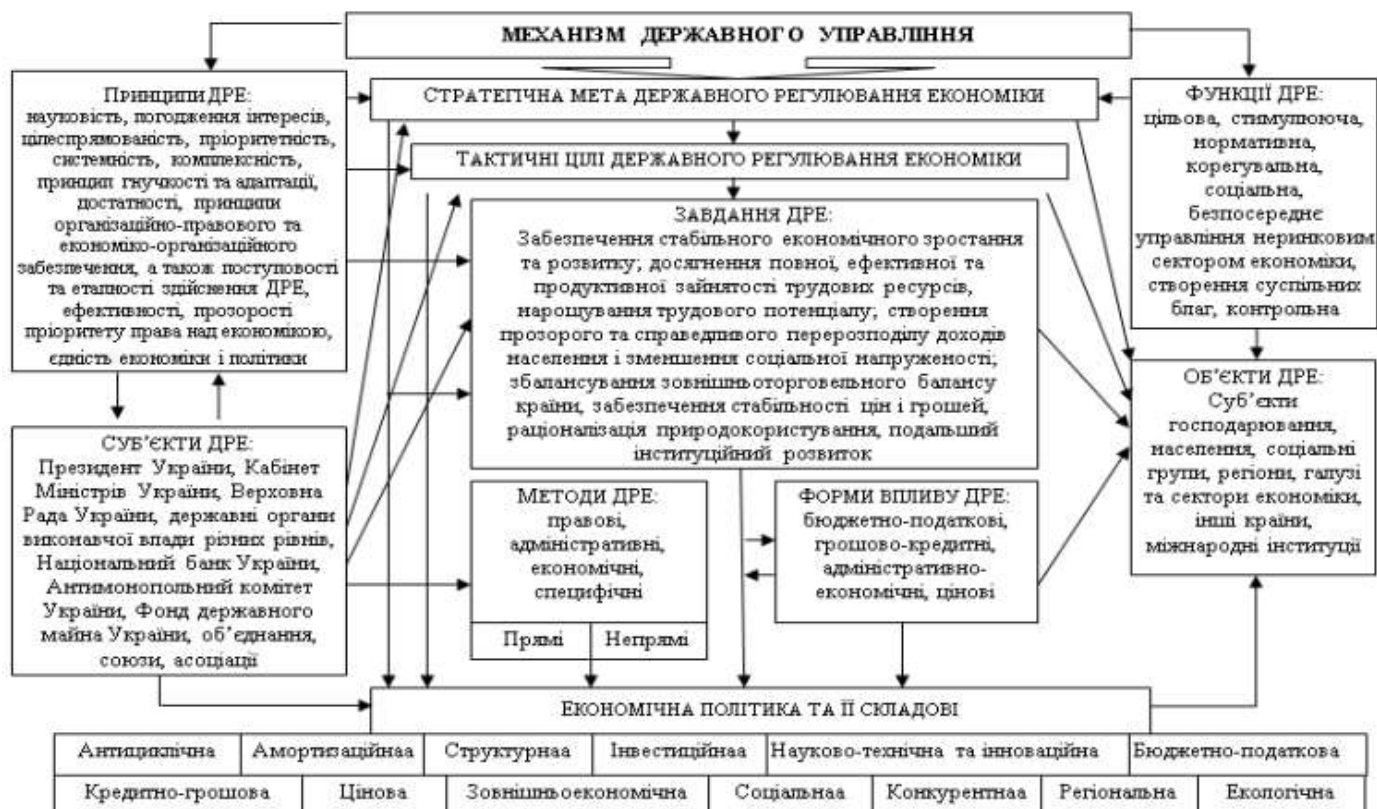 МЕХАНІЗМ ДЕРЖАВНОГО УПРАВЛІННЯ
ПРИНЦИПИ ДРЕ:
науковість, погодження інтересів,
цілеспрямованість, пріоритетність,
системність, комплексність,
принцип гнучкості та адаптації,
достатності, принципи
організаційно-правового та
економіко-організаційного
забезпечення, а також поступовості
та етапності здійснення ДРЕ,
ефективності, прозорості
пріоритету права над економікою,
єдність економіки і політики
СУБ’ЄКТИ ДРЕ:
Президент України, Кабінет
Міністрів України, Верховна
Рада України, державні органи
виконавчої влади різних рівнів,
Національний банк України,
Антимонопольний комітет
України, Фонд державного
майна України, об’єднання,
союзи, асоціації
СТРАТЕГІЧНА МЕТА ДЕРЖАВНОГО РЕГУЛЮВАННЯ ЕКОНОМІКИ
ТАКТИЧНІ ЦІЛІ ДЕРЖАВНОГО РЕГУЛЮВАННЯ ЕКОНОМІКИ
ЗАВДАННЯ ДРЕ:
Забезпечення стабільного економічного зростання
та розвитку; досягнення повної, ефективної та
продуктивної зайнятості трудових ресурсів,
нарощування трудового потенціалу; створення
прозорого та справедливого перерозподілу доходів
населення і зменшення соціальної напруженості;
збалансування зовнішньоторговельного балансу
країни, забезпечення стабільності цін і грошей,
раціоналізація природокористування, подальший
інституційний розвиток
МЕТОДИ ДРЕ:
правові,
адміністративні,
економічні,
специфічні
Прямі Непрямі
ФОРМИ ВПЛИВУ ДРЕ:
бюджетно-податкові,
грошово-кредитні,
адміністративно-
економічні, цінові
ФУНКЦІЇ ДРЕ:
цільова, стимулююча,
нормативна,
корегувальна,
соціальна,
безпосереднє
управління неринковим
сектором економіки,
створення суспільних
благ, контрольна
ОБ’ЄКТИ ДРЕ:
Суб’єкти
господарювання,
населення, соціальні
групи, регіони, галузі
та сектори економіки,
інші країни,
міжнародні інституції
ЕКОНОМІЧНА ПОЛІТИКА ТА ЇЇ СКЛАДОВІ
Антициклічна Амортизаційнаа Структурнаа Інвестиційнаа Науково-технічна та інноваційна Бюджетно-податкова
Кредитно-грошова Цінова Зовнішньоекономічна Соціальнаа Конкурентнаа Регіональна Екологічна